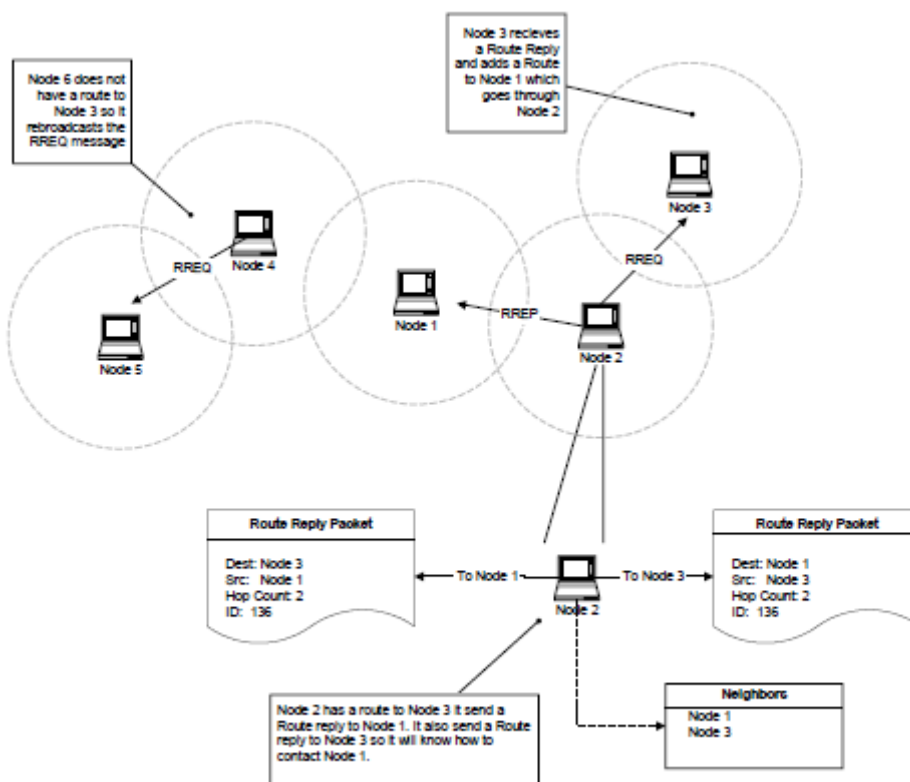 Node 3 recieves
a Route Reply
and adds a Route
to Node 1 which
goes through
Node 2
Node 6 does not
have a route to
Node 3 so it
rebroadcasts the
RREQ message
Node 3
RREQ
Node 4
RREQ
Node 1
RREP
Node 2
Node 5
Route Reply Packet
Dest: Node 3
Src: Node 1
Hop Count: 2
ID: 136
To Node 1
To Node 3
Node 2
Route Reply Packet
Dest: Node 1
Src: Node 3
Hop Count: 2
ID: 136
Node 2 has a route to Node 3 it send a
Route reply to Node 1. It also send a Route
reply to Node 3 so it will know how to
contact Node 1.
Neighbors
Node 1
Node 3